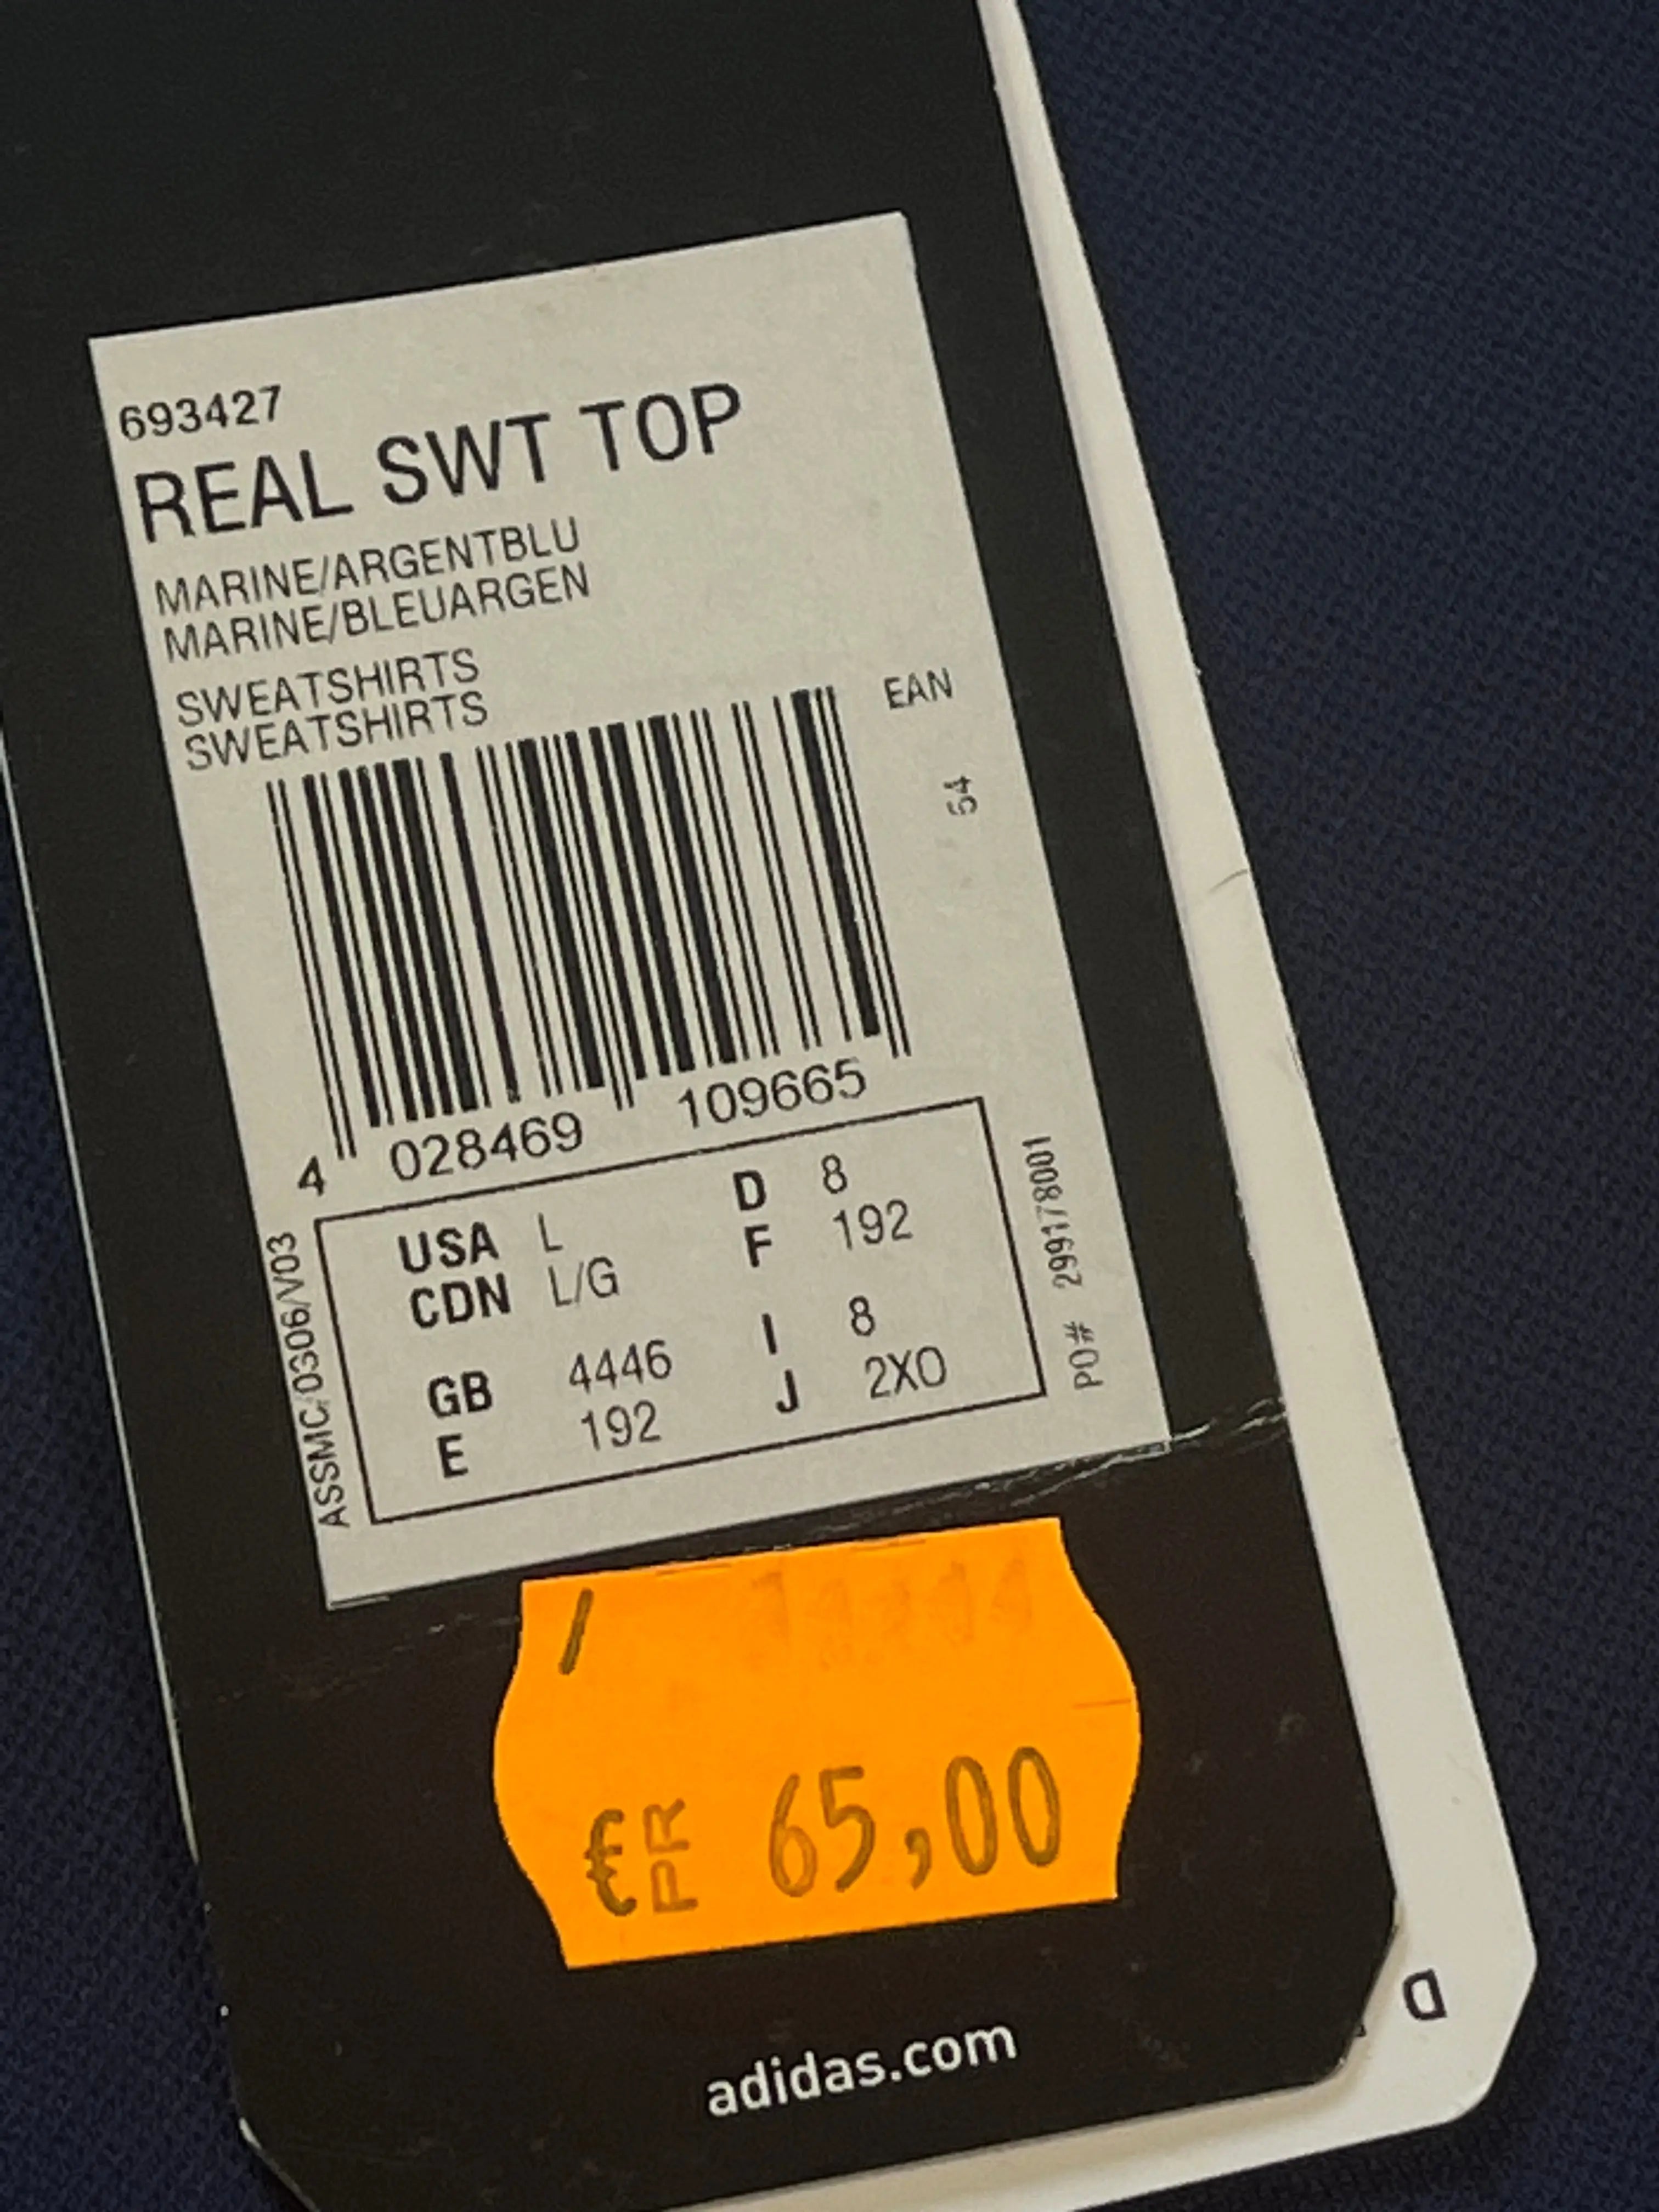 693427
REAL SWT TOP
MARINE/ARGENTBLU
MARINE/BLEUARGEN
SWEATSHIRTS
SWEATSHIRTS
EAN
54
4 028469 109665
USA L D 8
CDN L/G F 192
GB 4446 I 8
E 192 J 2XO
ASSMC/0306/V03
PO# 299178001
€ PR 65,00
adidas.com
D